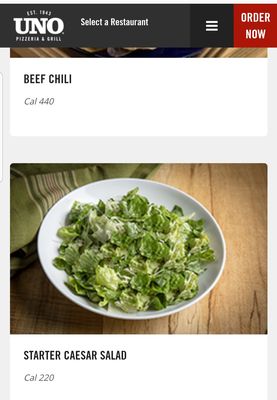 EST. 1943
UNO
PIZZERIA & GRILL
Select a Restaurant
ORDER
NOW
BEEF CHILI
Cal 440
STARTER CAESAR SALAD
Cal 220